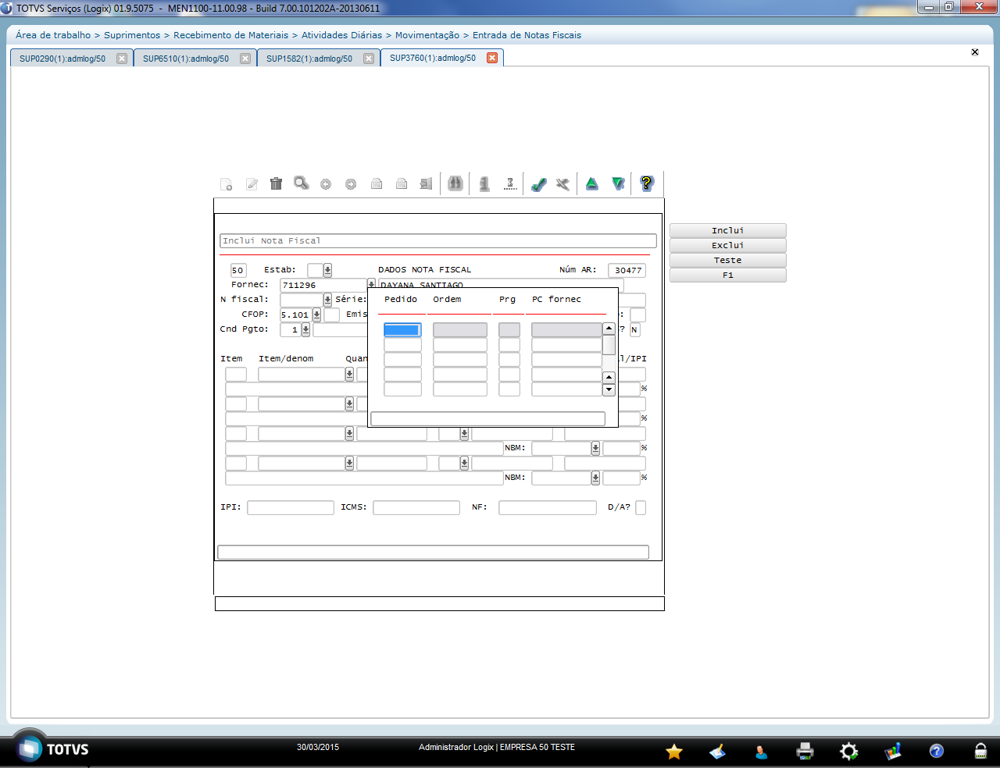 TOTVS Serviços (Logix) 01.9.5075 - MEN1100-11.00.98 - Build 7.00.101202A-20130611
Área de trabalho > Suprimentos > Recebimento de Materiais > Atividades Diárias > Movimentação > Entrada de Notas Fiscais
SUP0290(1):admlog/50 SUP6510(1):admlog/50 SUP1582(1):admlog/50 SUP3760(1):admlog/50
Inclui
Inclui Nota Fiscal
Exclui
Teste
50 Estab: DADOS NOTA FISCAL Núm AR: 30477
F1
Fornec: 711296 DAYANA SANTIAGO
N fiscal: Série:
Pedido Ordem Prg PC fornec
CFOP: 5.101 Emis :
Cnd Pgto: 1 ? N
Item Item/denom Quan l/IPI
%
%
NBM: %
NBM: %
IPI: ICMS: NF: D/A?
TOTVS 30/03/2015 Administrador Logix | EMPRESA 50 TESTE